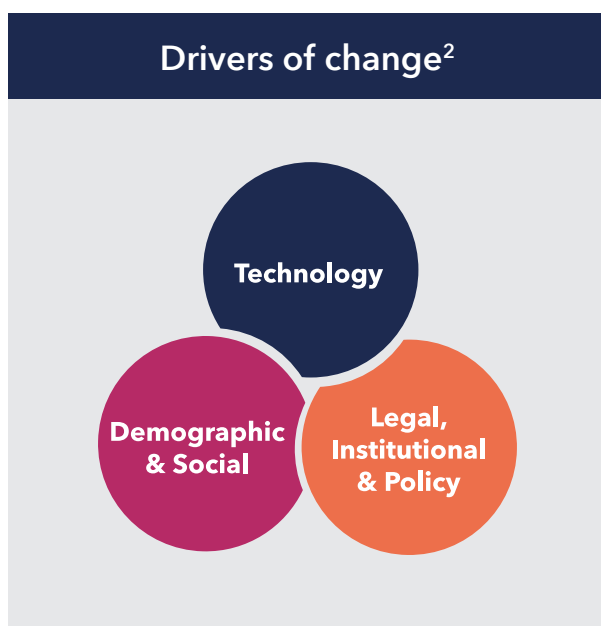 Drivers of change²
Technology
Demographic
& Social
Legal,
Institutional
& Policy